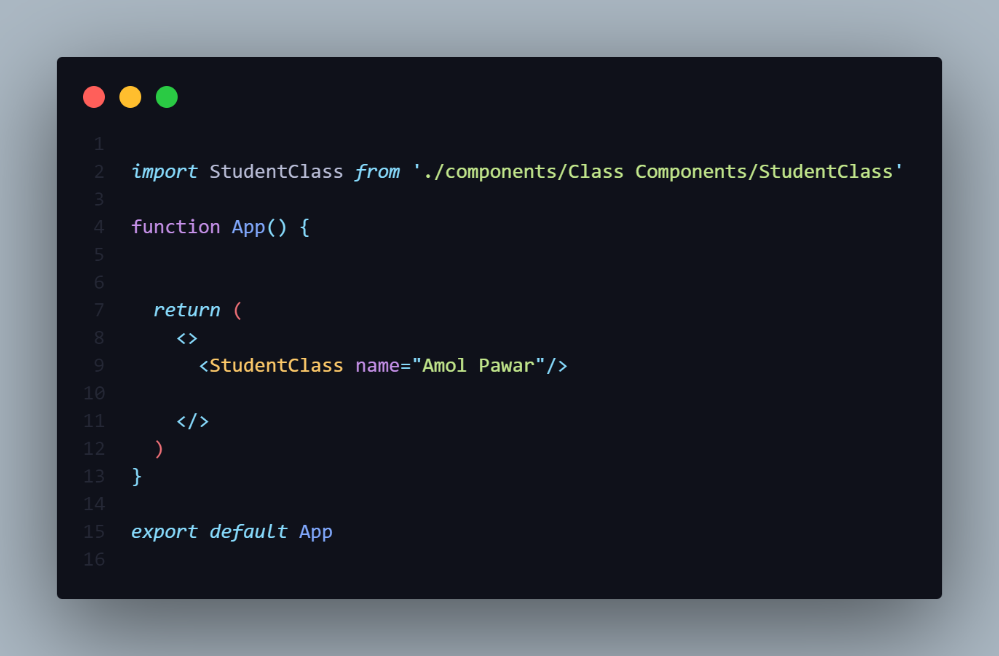 1
2 import StudentClass from './components/Class Components/StudentClass'
3
4 function App() {
5
6
7   return (
8     <>
9       <StudentClass name="Amol Pawar"/>
10
11     </>
12   )
13 }
14
15 export default App
16